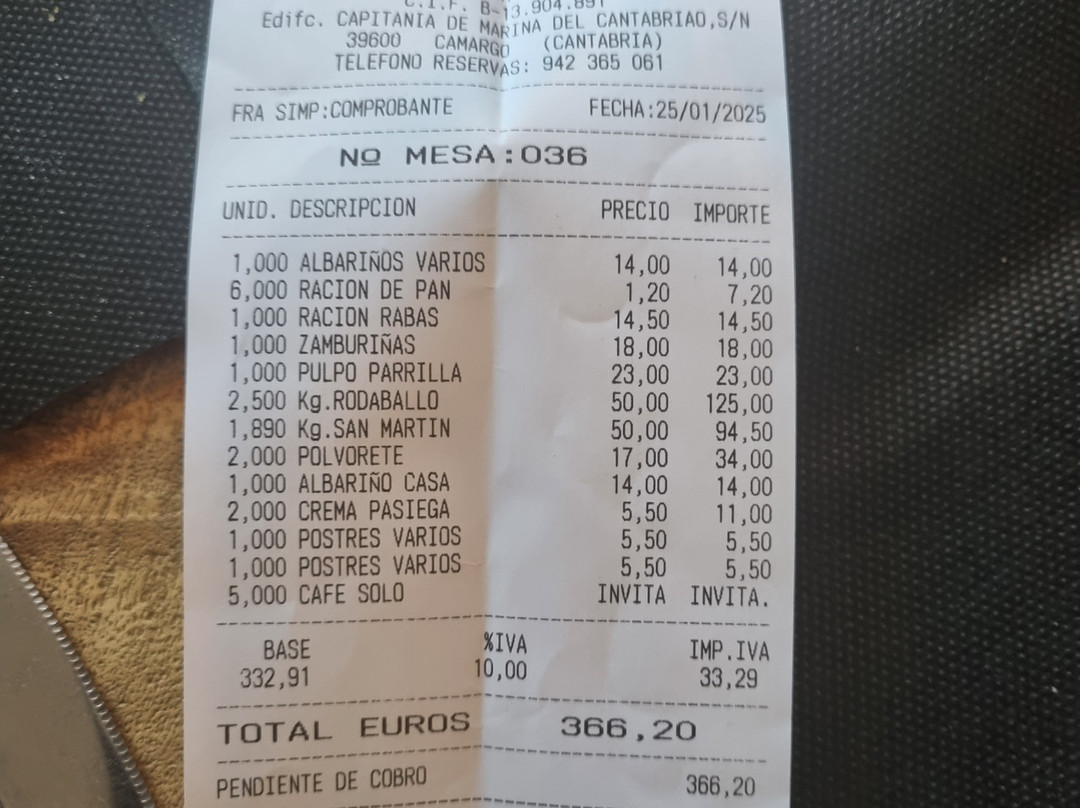 C.I.F. B-13.904.891
Edifc. CAPITANIA DE MARINA DEL CANTABRIAO,S/N
39600 CAMARGO (CANTABRIA)
TELEFONO RESERVAS: 942 365 061
FRA SIMP:COMPROBANTE FECHA:25/01/2025
Nº MESA:036
UNID. DESCRIPCION PRECIO IMPORTE
1,000 ALBARIÑOS VARIOS 14,00 14,00
6,000 RACION DE PAN 1,20 7,20
1,000 RACION RABAS 14,50 14,50
1,000 ZAMBURIÑAS 18,00 18,00
1,000 PULPO PARRILLA 23,00 23,00
2,500 Kg.RODABALLO 50,00 125,00
1,890 Kg.SAN MARTIN 50,00 94,50
2,000 POLVORETE 17,00 34,00
1,000 ALBARIÑO CASA 14,00 14,00
2,000 CREMA PASIEGA 5,50 11,00
1,000 POSTRES VARIOS 5,50 5,50
1,000 POSTRES VARIOS 5,50 5,50
5,000 CAFE SOLO INVITA INVITA.
BASE %IVA IMP.IVA
332,91 10,00 33,29
TOTAL EUROS 366,20
PENDIENTE DE COBRO 366,20